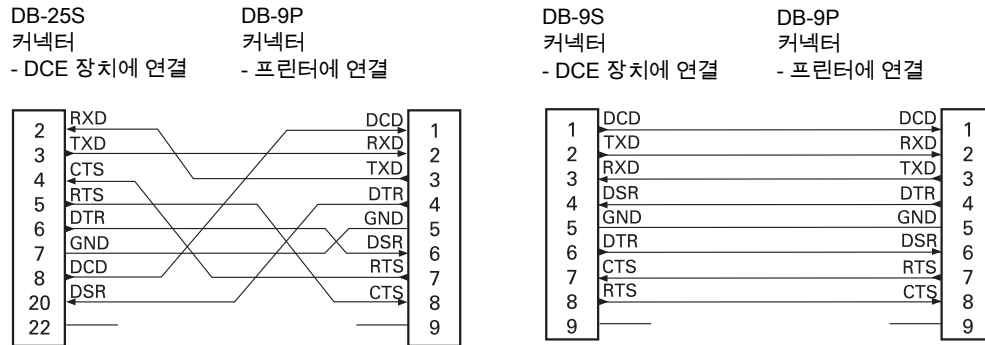 DB-25S
커넥터
- DCE 장치에 연결
DB-9P
커넥터
- 프린터에 연결
2 RXD
3 TXD
4 CTS
5 RTS
6 DTR
7 GND
8 DCD
20 DSR
22
DCD 1
RXD 2
TXD 3
DTR 4
GND 5
DSR 6
RTS 7
CTS 8
9
DB-9S
커넥터
- DCE 장치에 연결
DB-9P
커넥터
- 프린터에 연결
1 DCD
2 TXD
3 RXD
4 DSR
5 GND
6 DTR
7 CTS
8 RTS
9
DCD 1
RXD 2
TXD 3
DTR 4
GND 5
DSR 6
RTS 7
CTS 8
9